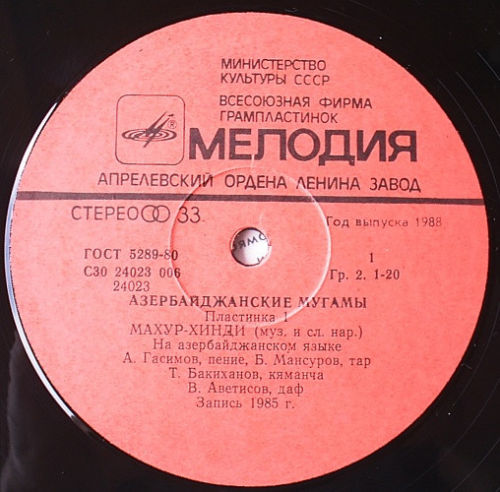 МИНИСТЕРСТВО
КУЛЬТУРЫ СССР
ВСЕСОЮЗНАЯ ФИРМА
ГРАМПЛАСТИНОК
®
МЕЛОДИЯ
АПРЕЛЕВСКИЙ ОРДЕНА ЛЕНИНА ЗАВОД
СТЕРЕО 33
Год выпуска 1988
ГОСТ 5289-80
1
С30 24023 006
Гр. 2. 1-20
24023
АЗЕРБАЙДЖАНСКИЕ МУГАМЫ
Пластинка 1
МАХУР-ХИНДИ (муз. и сл. нар.)
На азербайджанском языке
А. Гасимов, пение, Б. Мансуров, тар
Т. Бакиханов, кяманча
В. Аветисов, даф
Запись 1985 г.